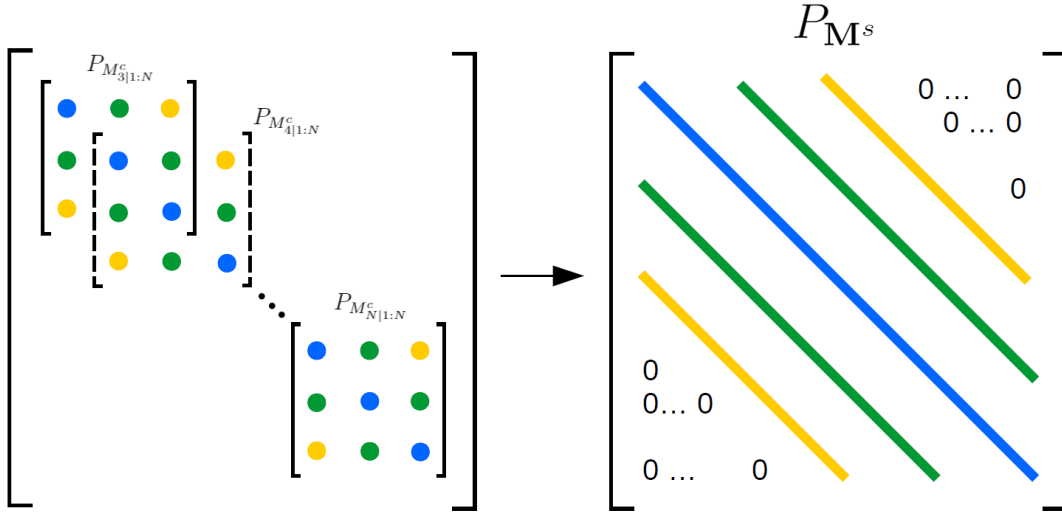 P_{M^c_{3|1:N}}
P_{M^c_{4|1:N}}
P_{M^c_{N|1:N}}
P_{\mathbf{M}^s}
0 ... 0
0 ... 0
0
0
0... 0
0 ... 0